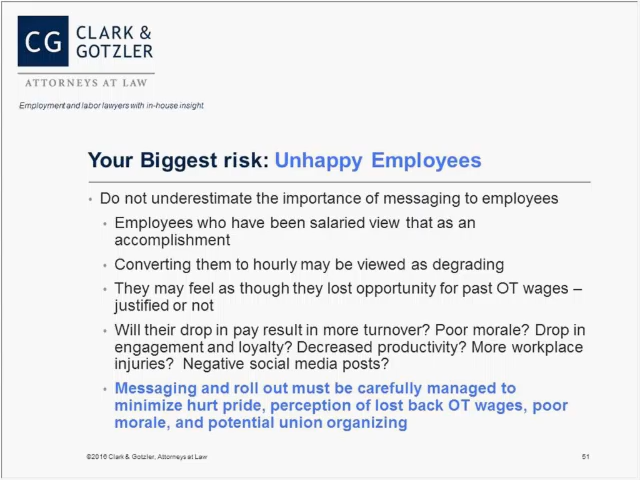 CG
CLARK &
GOTZLER
ATTORNEYS AT LAW
Employment and labor lawyers with in-house insight
Your Biggest risk: Unhappy Employees
• Do not underestimate the importance of messaging to employees
• Employees who have been salaried view that as an
accomplishment
• Converting them to hourly may be viewed as degrading
• They may feel as though they lost opportunity for past OT wages –
justified or not
• Will their drop in pay result in more turnover? Poor morale? Drop in
engagement and loyalty? Decreased productivity? More workplace
injuries? Negative social media posts?
• Messaging and roll out must be carefully managed to
minimize hurt pride, perception of lost back OT wages, poor
morale, and potential union organizing
©2016 Clark & Gotzler, Attorneys at Law
51